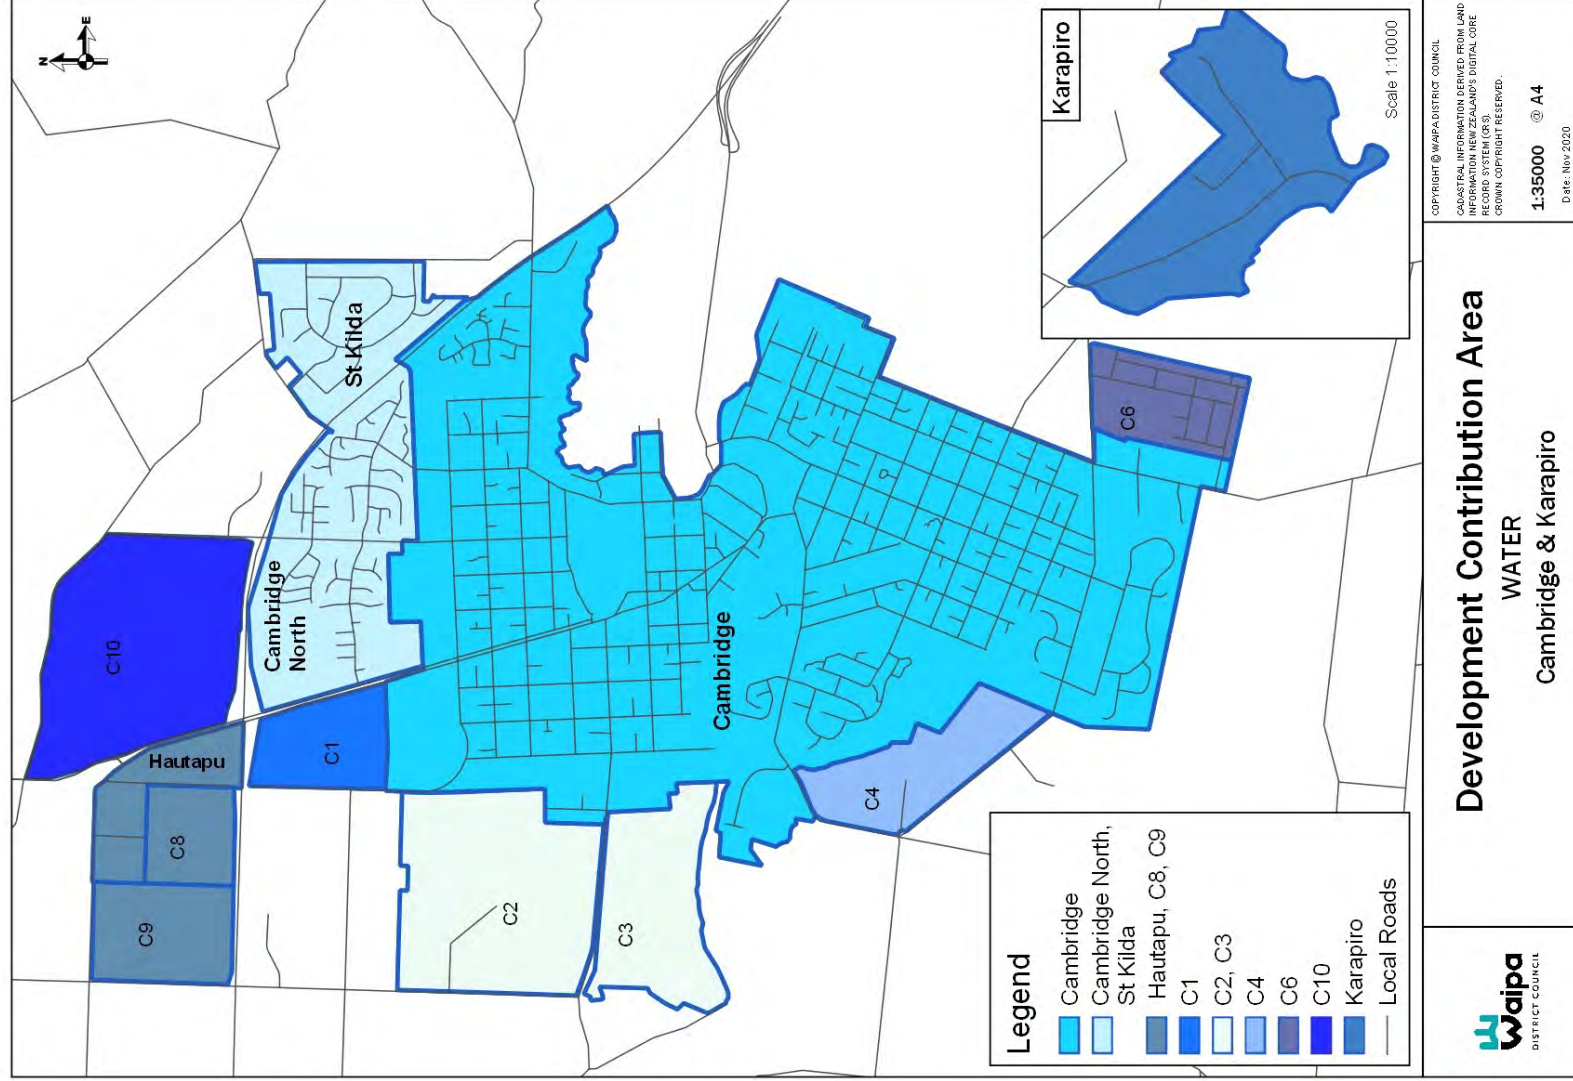 N
E
Karapiro
Scale 1:10000
St Kilda
C10
Cambridge
North
Hautapu
C1
C8
C9
C2
C3
Cambridge
C4
C6
Legend
Cambridge
Cambridge North,
St Kilda
Hautapu, C8, C9
C1
C2, C3
C4
C6
C10
Karapiro
Local Roads
Waipa
DISTRICT COUNCIL
Development Contribution Area
WATER
Cambridge & Karapiro
COPYRIGHT © WAIPA DISTRICT COUNCIL
CADASTRAL INFORMATION DERIVED FROM LAND
INFORMATION NEW ZEALAND'S DIGITAL CORE
RECORD SYSTEM (CRS).
CROWN COPYRIGHT RESERVED.
1:35000 @ A4
Date: Nov 2020